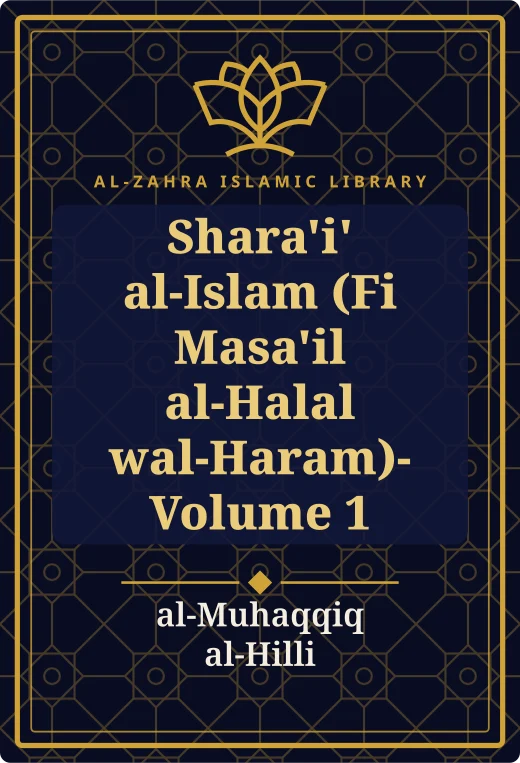 AL-ZAHRA ISLAMIC LIBRARY
Shara'i'
al-Islam (Fi
Masa'il
al-Halal
wal-Haram)-
Volume 1
al-Muhaqqiq
al-Hilli